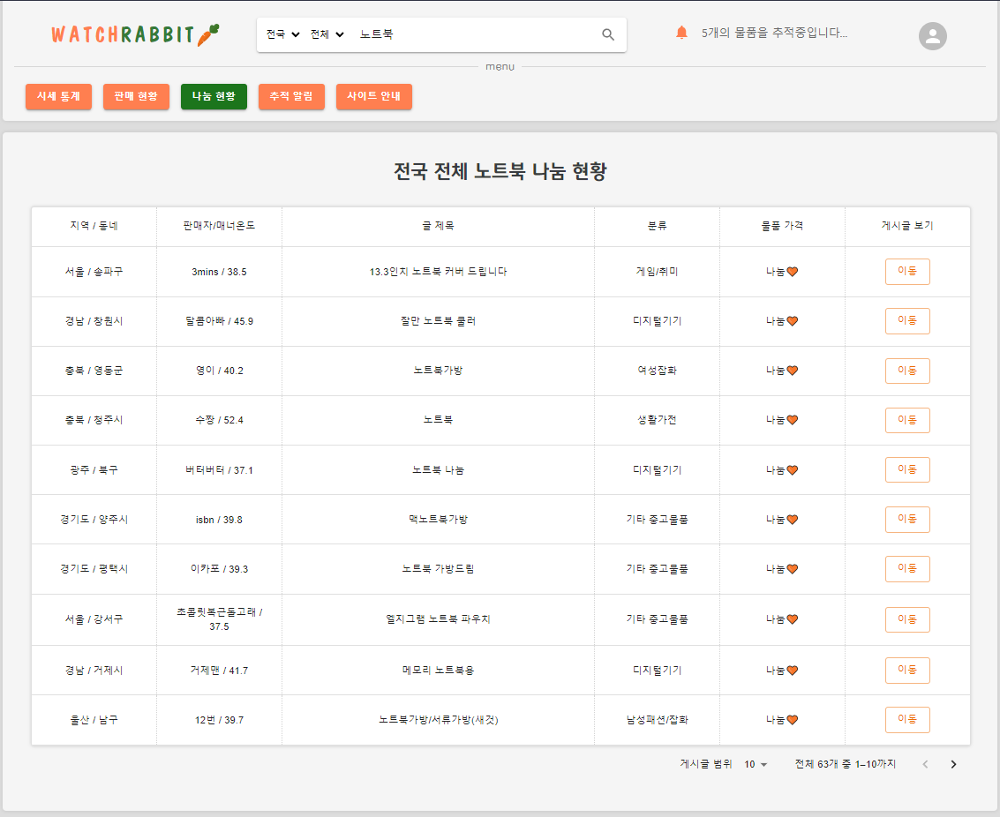 WATCHRABBIT
전국 전체 노트북
5개의 물품을 추적중입니다...
menu
시세 통계 판매 현황 나눔 현황 추적 알림 사이트 안내
전국 전체 노트북 나눔 현황
지역 / 동네 판매자/매너온도 글 제목 분류 물품 가격 게시글 보기
서울 / 송파구 3mins / 38.5 13.3인치 노트북 커버 드립니다 게임/취미 나눔🧡 이동
경남 / 창원시 달콤아빠 / 45.9 잘만 노트북 쿨러 디지털기기 나눔🧡 이동
충북 / 영동군 영이 / 40.2 노트북가방 여성잡화 나눔🧡 이동
충북 / 청주시 수짱 / 52.4 노트북 생활가전 나눔🧡 이동
광주 / 북구 버터버터 / 37.1 노트북 나눔 디지털기기 나눔🧡 이동
경기도 / 양주시 isbn / 39.8 맥노트북가방 기타 중고물품 나눔🧡 이동
경기도 / 평택시 이카포 / 39.3 노트북 가방드림 기타 중고물품 나눔🧡 이동
서울 / 강서구 초콜릿복근돌고래 / 37.5 엘지그램 노트북 파우치 기타 중고물품 나눔🧡 이동
경남 / 거제시 거제맨 / 41.7 메모리 노트북용 디지털기기 나눔🧡 이동
울산 / 남구 12번 / 39.7 노트북가방/서류가방(새것) 남성패션/잡화 나눔🧡 이동
게시글 범위 10 전체 63개 중 1–10까지